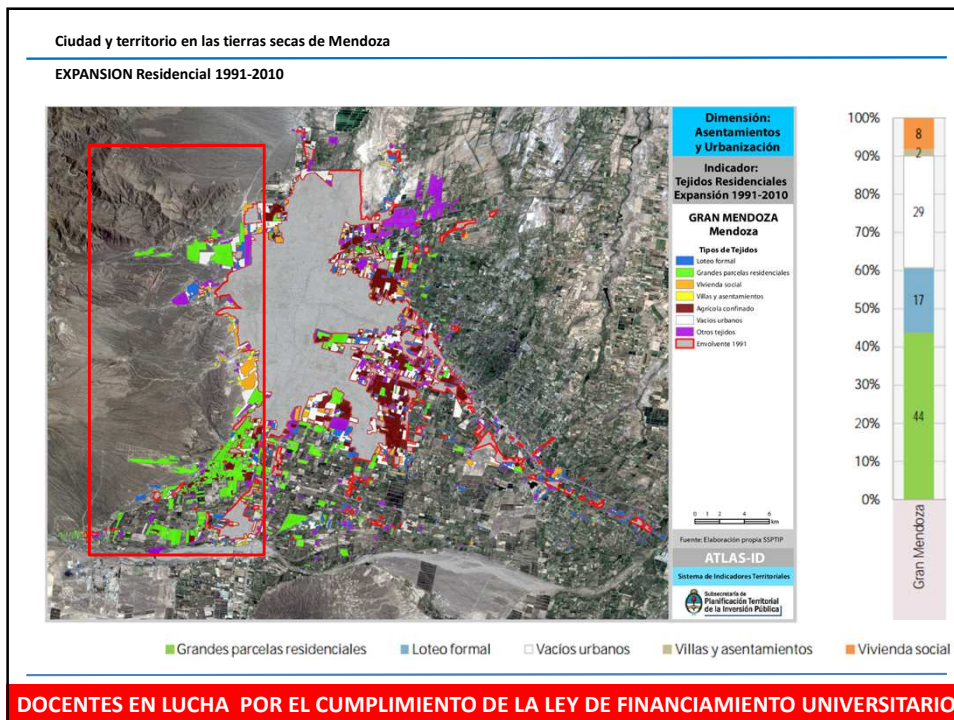 Ciudad y territorio en las tierras secas de Mendoza
EXPANSION Residencial 1991-2010
Dimensión:
Asentamientos
y Urbanización
Indicador:
Tejidos Residenciales
Expansión 1991-2010
GRAN MENDOZA
Mendoza
Tipos de Tejidos
Loteo formal
Grandes parcelas residenciales
Vivienda social
Villas y asentamientos
Agrícola confinado
Vacíos urbanos
Otros tejidos
Envolvente 1991
0 1 2 4 6
km
Fuente: Elaboración propia SSPTIP
ATLAS-ID
Sistema de Indicadores Territoriales
Subsecretaría de
Planificación Territorial
de la Inversión Pública
100%
90%
80%
70%
60%
50%
40%
30%
20%
10%
0%
8
2
29
17
44
Gran Mendoza
Grandes parcelas residenciales Loteo formal Vacíos urbanos Villas y asentamientos Vivienda social
DOCENTES EN LUCHA POR EL CUMPLIMIENTO DE LA LEY DE FINANCIAMIENTO UNIVERSITARIO